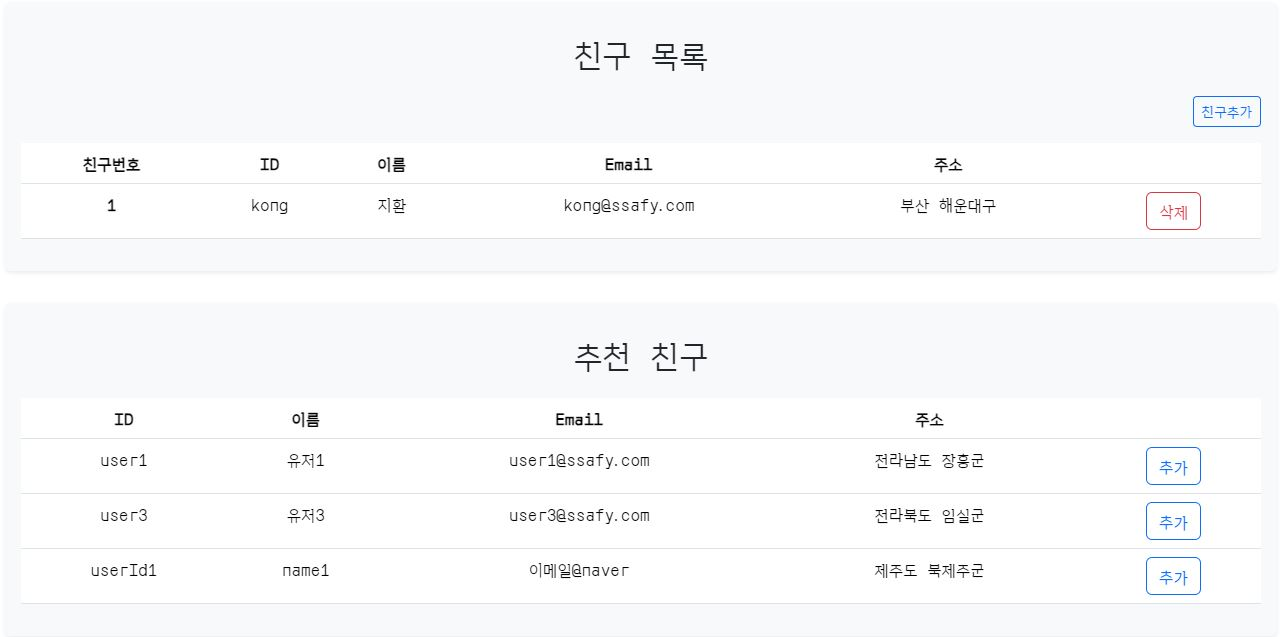 친구 목록
친구추가
친구번호 ID 이름 Email 주소
1 kong 지환 kong@ssafy.com 부산 해운대구 삭제
추천 친구
ID 이름 Email 주소
user1 유저1 user1@ssafy.com 전라남도 장흥군 추가
user3 유저3 user3@ssafy.com 전라북도 임실군 추가
userId1 name1 이메일@naver 제주도 북제주군 추가